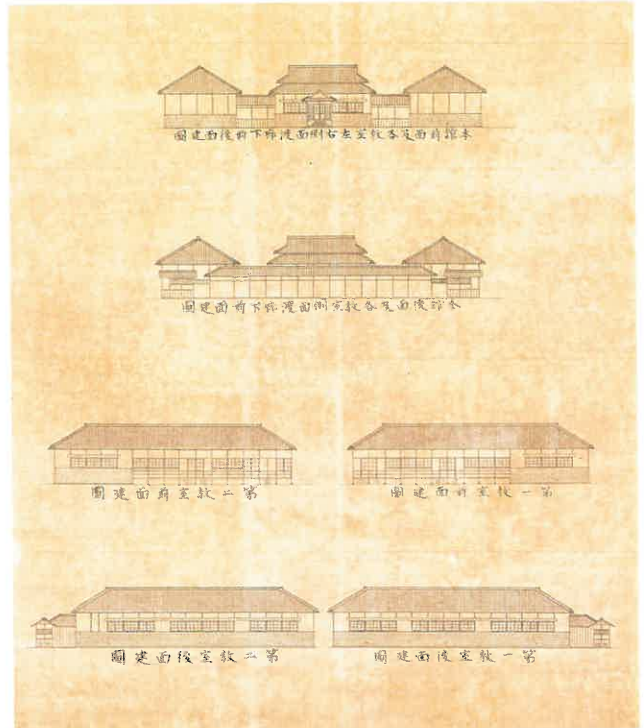 本館前面及各教室左右側面渡廊下前後面建圖
本館後面及各教室側面渡廊下前面建圖
第一教室前面建圖
第二教室前面建圖
第一教室後面建圖
第二教室後面建圖